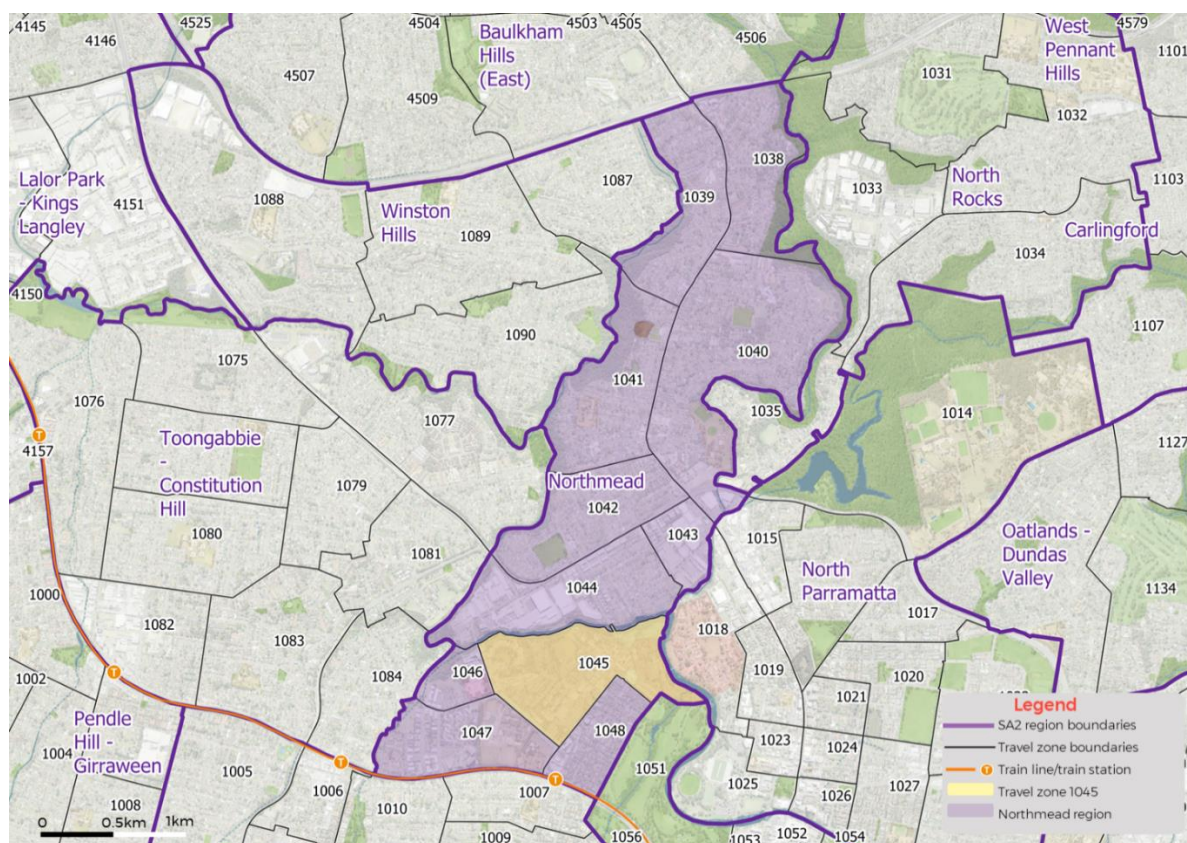 4145
4146
4525
4504
4503
4505
4506
4507
4509
Baulkham
Hills
(East)
West
Pennant
Hills
4579
1101
1031
1032
1038
1087
1033
North
Rocks
1103
Lalor Park
- Kings
Langley
4151
1088
Winston
Hills
1089
1039
Carlingford
1034
4150
1090
1040
1107
1075
1041
1076
1077
1035
1014
4157
Toongabbie
-
Constitution
Hill
1079
Northmead
1127
1042
1080
1081
1043
1015
Oatlands -
Dundas
Valley
1000
1044
North
Parramatta
1017
1134
1082
1083
1018
1045
1046
1084
1019
1020
1021
1002
T
Pendle
Hill -
Girraween
1047
1048
1004
1005
1023
1024
1051
1006
1025
1026
1027
1008
1010
1007
1009
1056
1053
1052
1054
T
T
T
0 0.5km 1km
Legend
SA2 region boundaries
Travel zone boundaries
T Train line/train station
Travel zone 1045
Northmead region